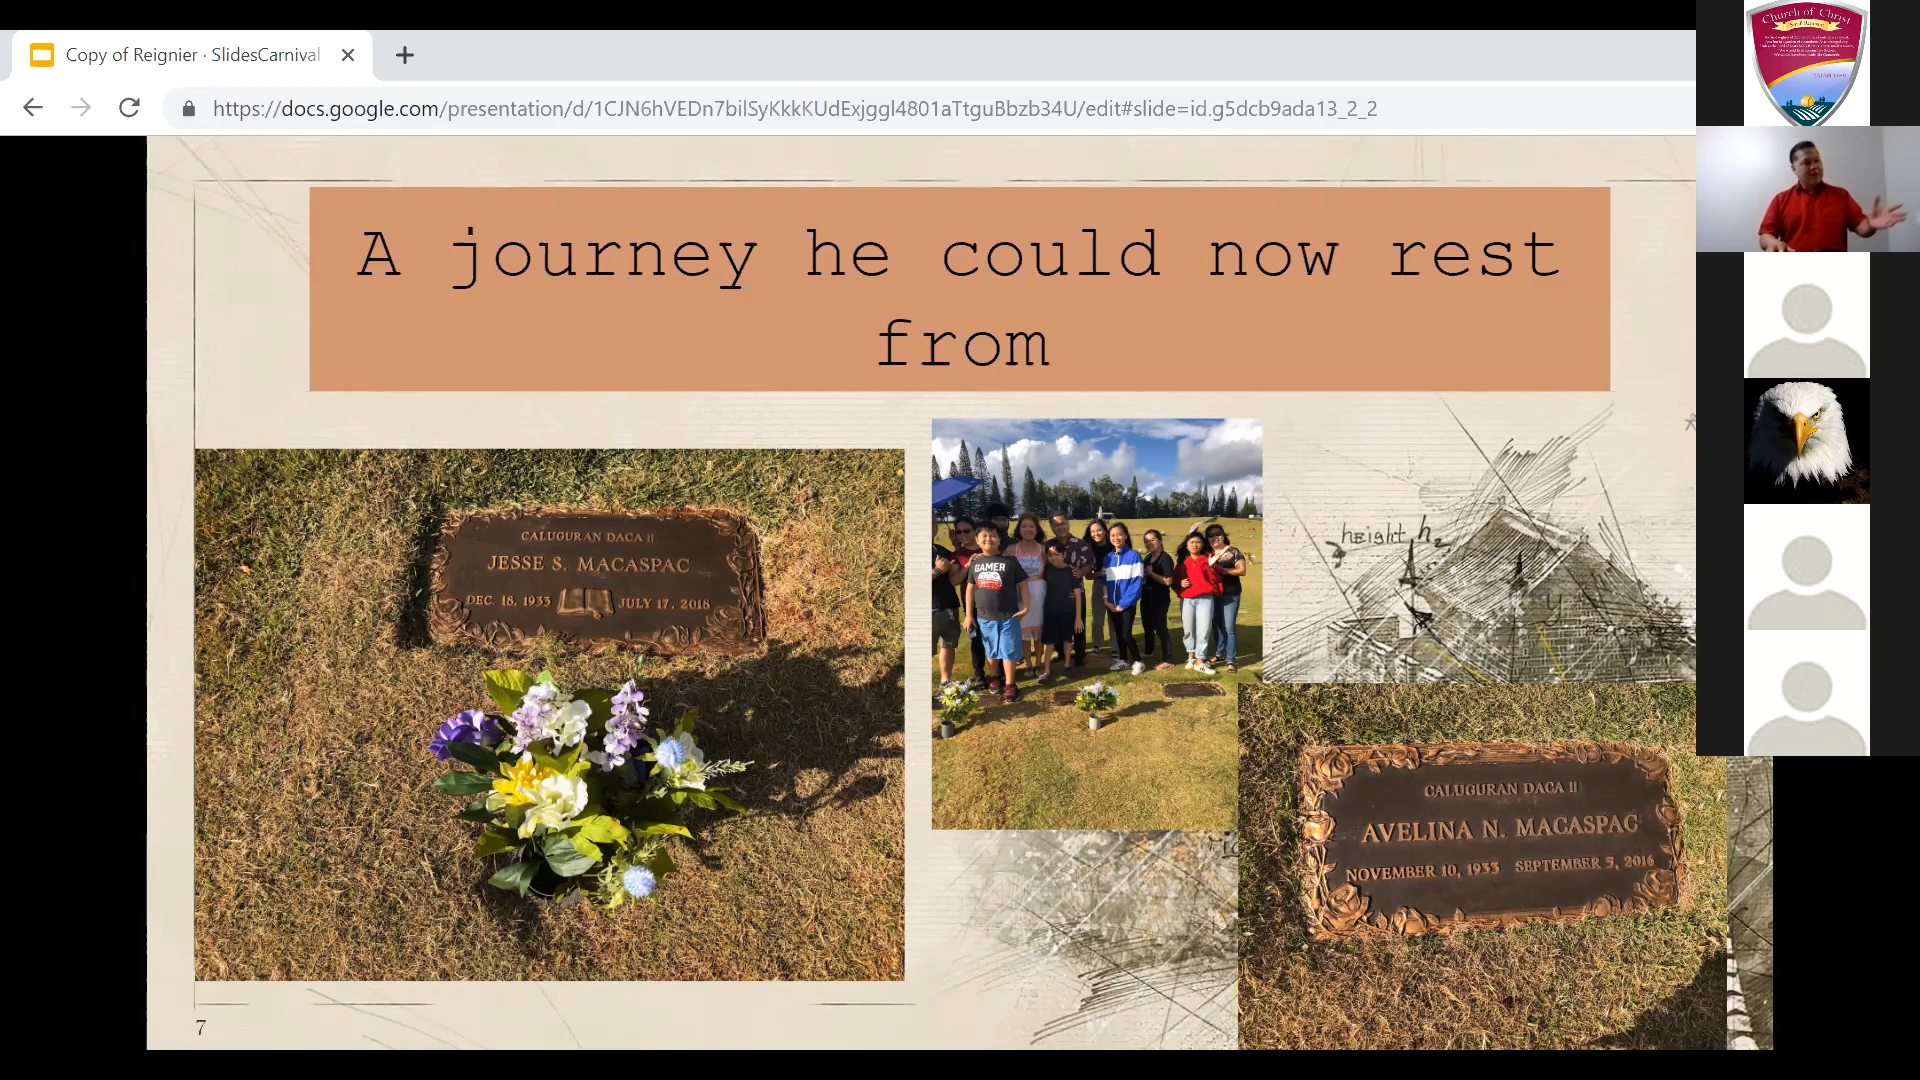 Copy of Reignier · SlidesCarnival
https://docs.google.com/presentation/d/1CJN6hVEDn7bilSyKkkKUdExjggl4801aTtguBbzb34U/edit#slide=id.g5dcb9ada13_2_2
Church of Christ
A journey he could now rest
from
CALUGURAN DACA II
JESSE S. MACASPAC
DEC. 18, 1933 JULY 17, 2018
GAMER
height h2
y
CALUGURAN DACA II
AVELINA N. MACASPAC
NOVEMBER 10, 1933 SEPTEMBER 5, 2016
7